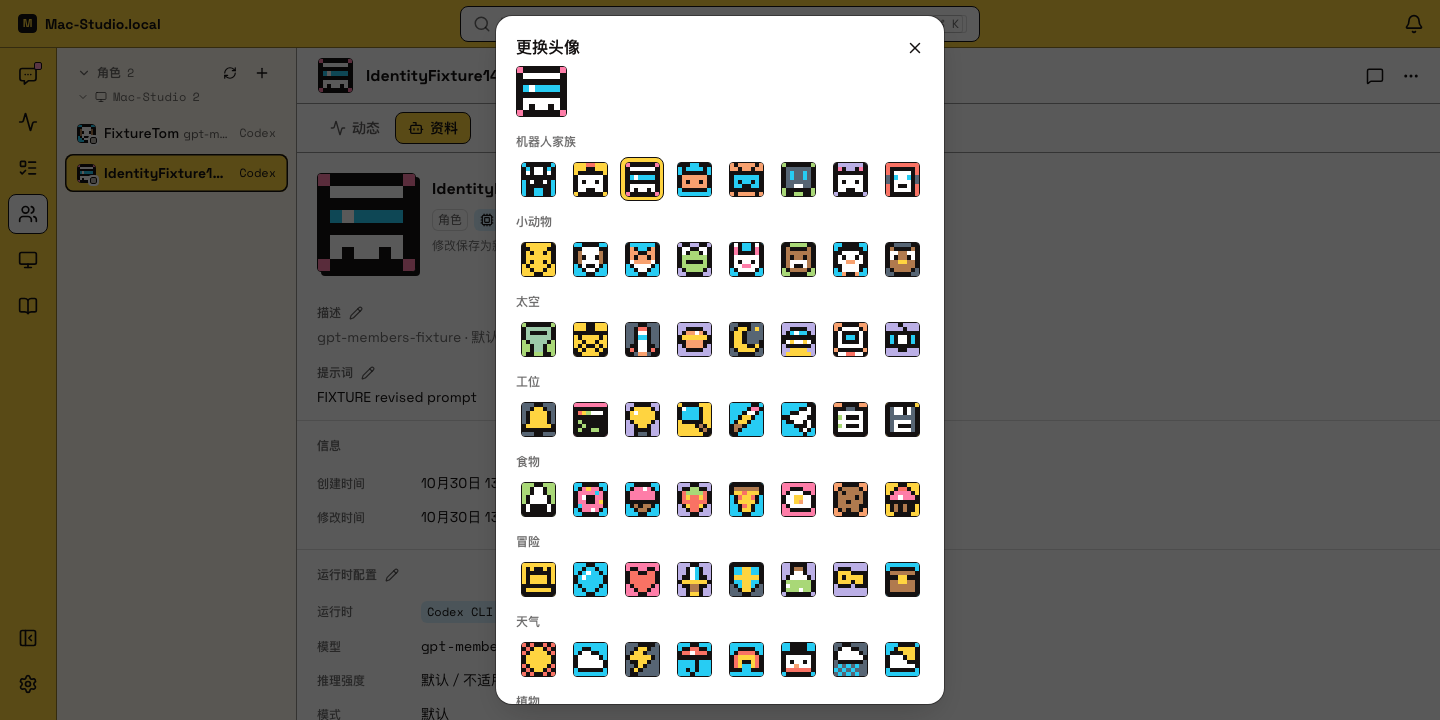 M Mac-Studio.local
K
角色 2
Mac-Studio 2
FixtureTom gpt-m… Codex
IdentityFixture1… Codex
IdentityFixture14
动态
资料
Identity
角色
修改保存为新
描述
gpt-members-fixture · 默认
提示词
FIXTURE revised prompt
信息
创建时间 10月30日 13
修改时间 10月30日 13
运行时配置
运行时 Codex CLI
模型 gpt-membe
推理强度 默认 / 不适用
模式 默认
更换头像
机器人家族
小动物
太空
工位
食物
冒险
天气
植物